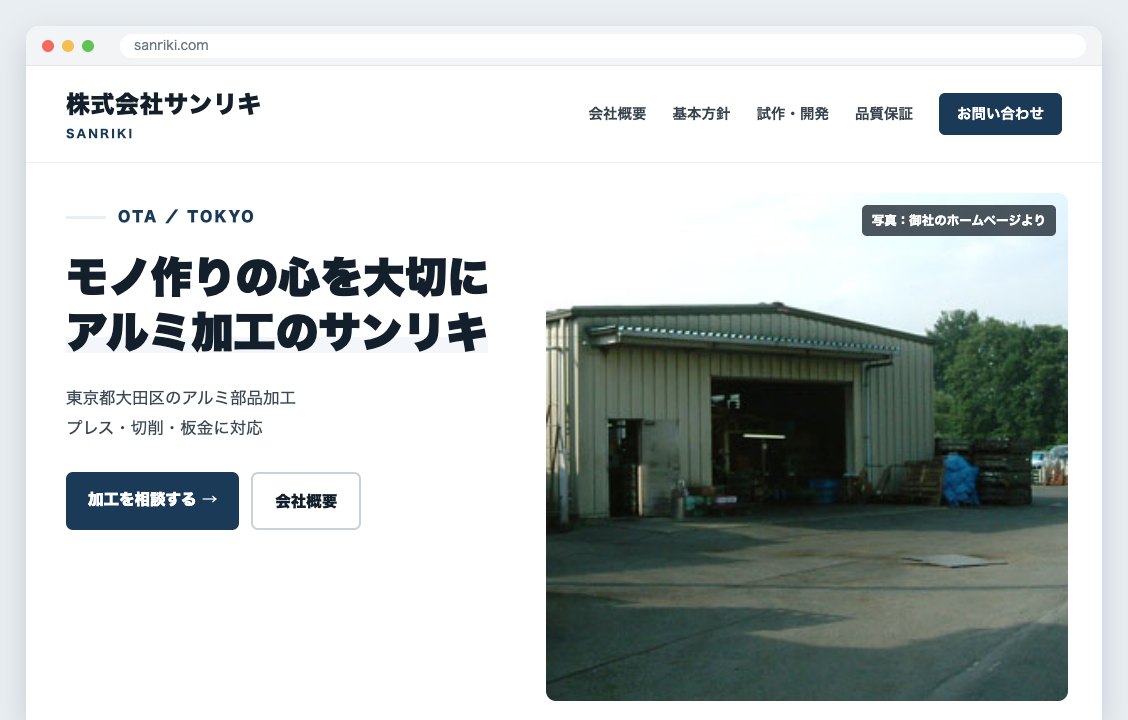 sanriki.com
株式会社サンリキ
SANRIKI
会社概要
基本方針
試作・開発
品質保証
お問い合わせ
OTA / TOKYO
モノ作りの心を大切に
アルミ加工のサンリキ
東京都大田区のアルミ部品加工
プレス・切削・板金に対応
加工を相談する →
会社概要
写真：御社のホームページより